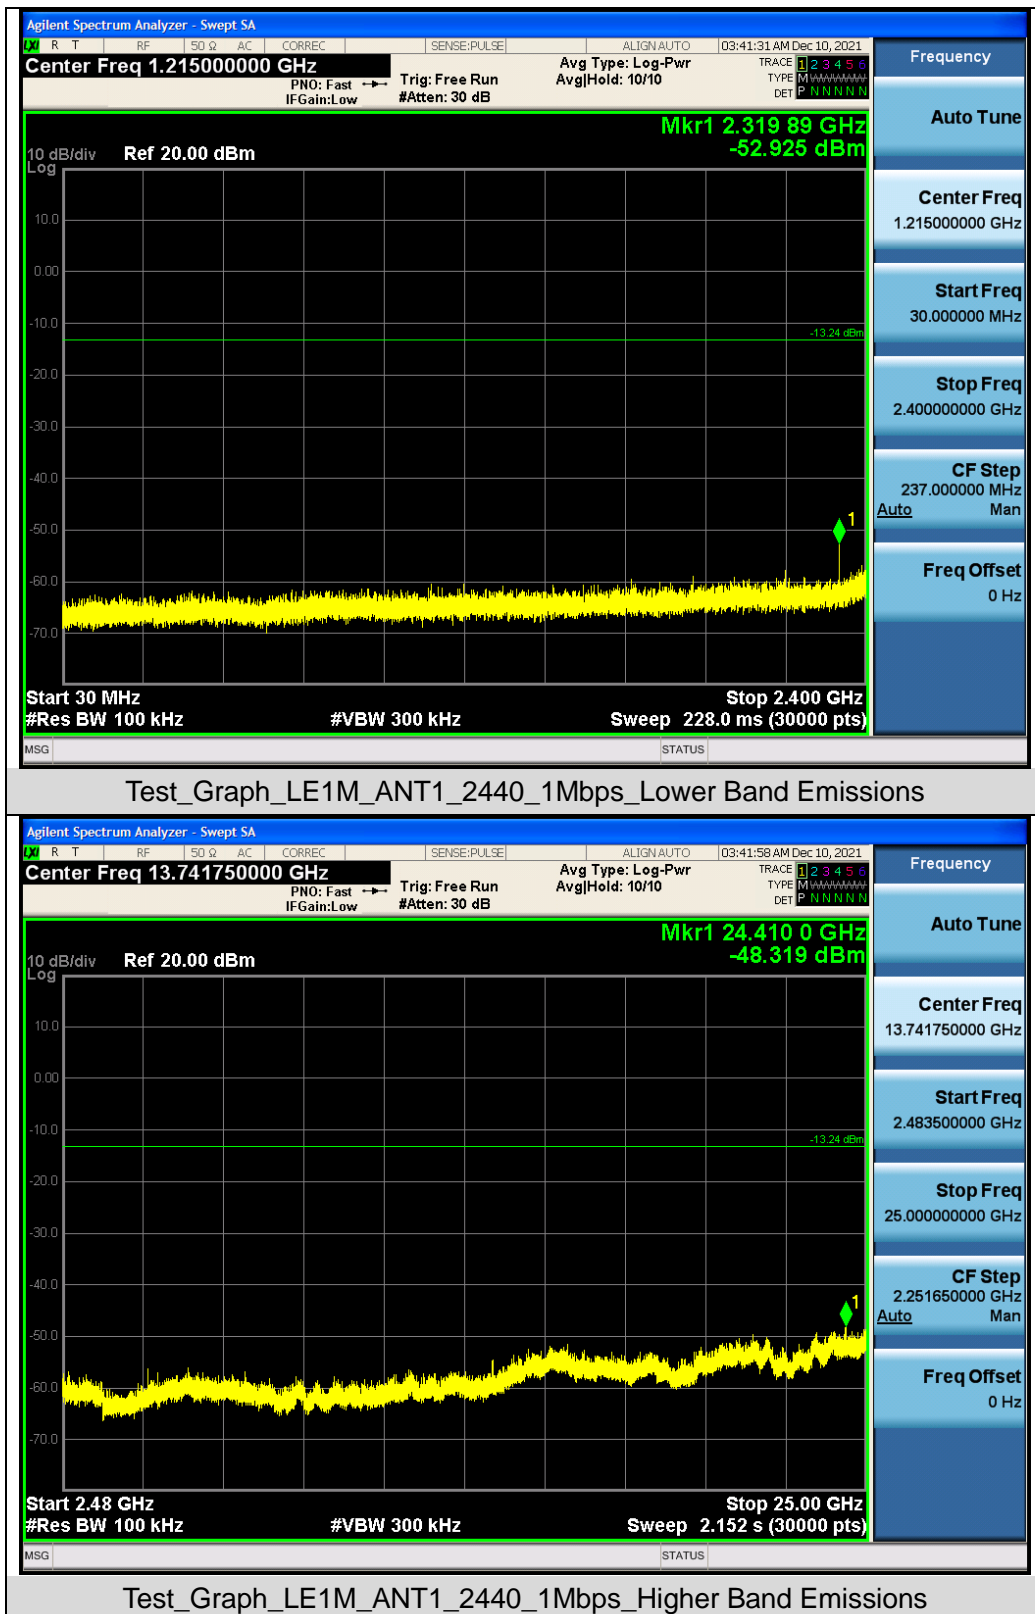 Agilent Spectrum Analyzer - Swept SA
LXI R T RF 50 Ω AC CORREC SENSE:PULSE ALIGN AUTO 03:41:31 AM Dec 10, 2021
Center Freq 1.215000000 GHz
PNO: Fast
IFGain:Low
Trig: Free Run
#Atten: 30 dB
Avg Type: Log-Pwr
Avg|Hold: 10/10
TRACE 1 2 3 4 5 6
TYPE M WWWWW
DET P N N N N N
Mkr1 2.319 89 GHz
-52.925 dBm
10 dB/div Ref 20.00 dBm
Log
10.0
0.00
-10.0
-13.24 dBm
-20.0
-30.0
-40.0
-50.0
1
-60.0
-70.0
Start 30 MHz Stop 2.400 GHz
#Res BW 100 kHz #VBW 300 kHz Sweep 228.0 ms (30000 pts)
MSG STATUS
Frequency
Auto Tune
Center Freq
1.215000000 GHz
Start Freq
30.000000 MHz
Stop Freq
2.400000000 GHz
CF Step
237.000000 MHz
Auto Man
Freq Offset
0 Hz
Test_Graph_LE1M_ANT1_2440_1Mbps_Lower Band Emissions
Agilent Spectrum Analyzer - Swept SA
LXI R T RF 50 Ω AC CORREC SENSE:PULSE ALIGN AUTO 03:41:58 AM Dec 10, 2021
Center Freq 13.741750000 GHz
PNO: Fast
IFGain:Low
Trig: Free Run
#Atten: 30 dB
Avg Type: Log-Pwr
Avg|Hold: 10/10
TRACE 1 2 3 4 5 6
TYPE M WWWWW
DET P N N N N N
Mkr1 24.410 0 GHz
-48.319 dBm
10 dB/div Ref 20.00 dBm
Log
10.0
0.00
-10.0
-13.24 dBm
-20.0
-30.0
-40.0
1
-50.0
-60.0
-70.0
Start 2.48 GHz Stop 25.00 GHz
#Res BW 100 kHz #VBW 300 kHz Sweep 2.152 s (30000 pts)
MSG STATUS
Frequency
Auto Tune
Center Freq
13.741750000 GHz
Start Freq
2.483500000 GHz
Stop Freq
25.000000000 GHz
CF Step
2.251650000 GHz
Auto Man
Freq Offset
0 Hz
Test_Graph_LE1M_ANT1_2440_1Mbps_Higher Band Emissions